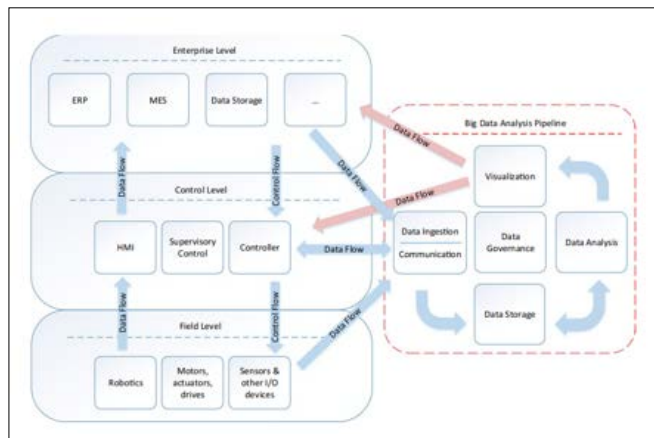 Enterprise Level
ERP
MES
Data Storage
...
Data Flow
Control Flow
Data Flow
Data Flow
Control Level
HMI
Supervisory
Control
Controller
Data Flow
Data Flow
Data Flow
Control Flow
Data Flow
Field Level
Robotics
Motors,
actuators,
drives
Sensors &
other I/O
devices
Big Data Analysis Pipeline
Visualization
Data Ingestion
Communication
Data
Governance
Data Analysis
Data Storage